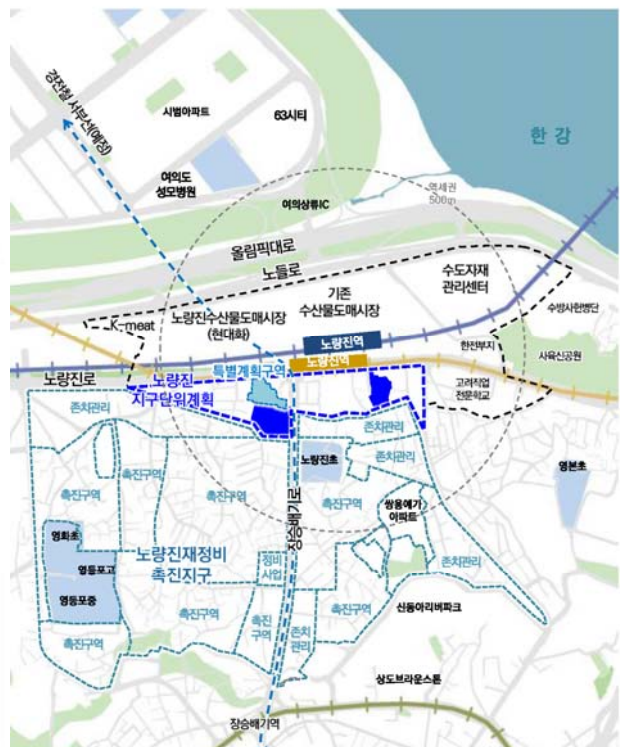 경전철 서부선(예정)
시범아파트
63시티
한 강
여의도
성모병원
여의상류IC
역세권
500m
올림픽대로
노들로
수도자재
관리센터
기존
수산물도매시장
노량진수산물도매시장
(현대화)
K-meat
수방사헌병단
노량진역
한전부지
사육신공원
노량진역
노량진로
노량진
지구단위계획
특별계획구역
고려직업
전문학교
존치관리
존치관리
존치관리
노량진초
촉진구역
촉진구역
촉진구역
촉진구역
영본초
쌍용예가
아파트
장승배기로
영화초
노량진재정비
촉진지구
정비
사업
존치관리
영등포고
영등포중
촉진구역
촉진
구역
촉진구역
신동아리버파크
촉진구역
존치
관리
상도브라운스톤
장승배기역